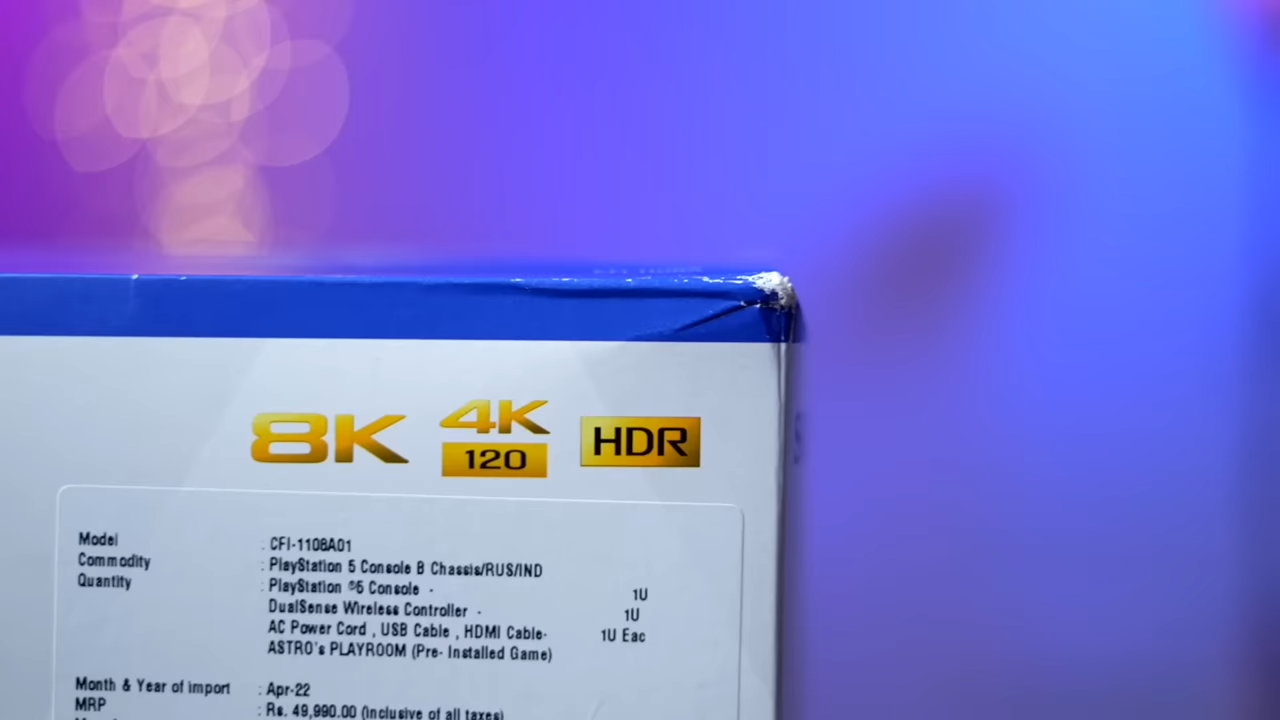 8K 4K 120 HDR
Model : CFI-1108A01
Commodity : PlayStation 5 Console B Chassis/RUS/IND
Quantity : PlayStation ®5 Console - 1U
DualSense Wireless Controller - 1U
AC Power Cord , USB Cable , HDMI Cable- 1U Eac
ASTRO's PLAYROOM (Pre- Installed Game)
Month & Year of import : Apr-22
MRP : Rs. 49,990.00 (Inclusive of all taxes)